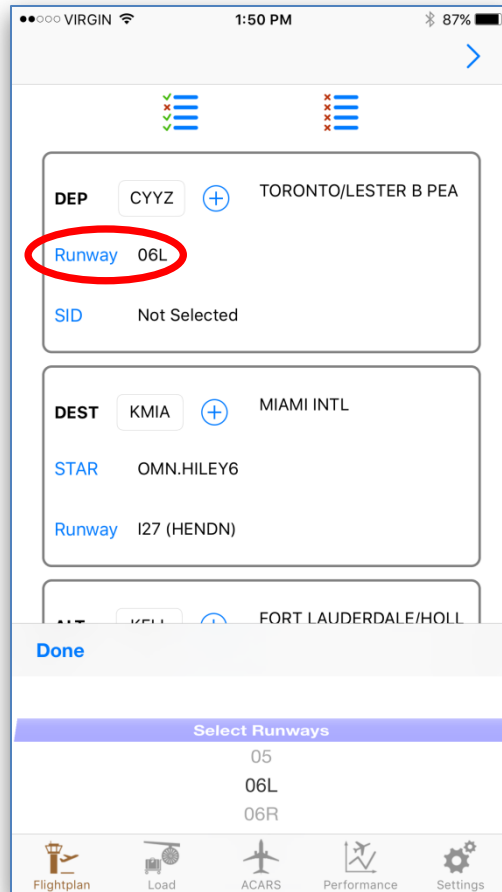 VIRGIN 1:50 PM 87%
DEP CYYZ TORONTO/LESTER B PEA
Runway 06L
SID Not Selected
DEST KMIA MIAMI INTL
STAR OMN.HILEY6
Runway I27 (HENDN)
FORT LAUDERDALE/HOLL
Done
Select Runways
05
06L
06R
Flightplan Load ACARS Performance Settings